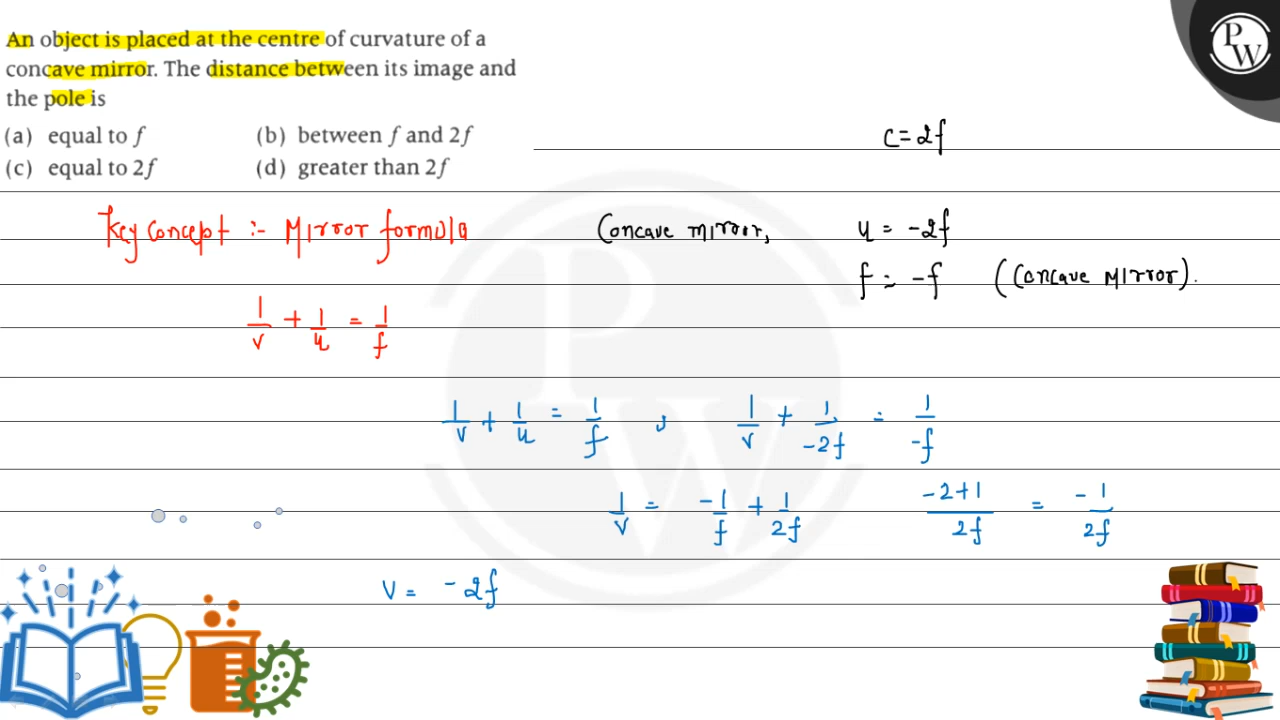 An object is placed at the centre of curvature of a
concave mirror. The distance between its image and
the pole is
(a) equal to f (b) between f and 2f
(c) equal to 2f (d) greater than 2f
PW
C = 2f
Key concept :- Mirror formula
Concave mirror, u = -2f
f = -f (Concave Mirror).
1/v + 1/u = 1/f
1/v + 1/u = 1/f , 1/v + 1/-2f = 1/-f
1/v = -1/f + 1/2f -2+1/2f = -1/2f
v = -2f
PW